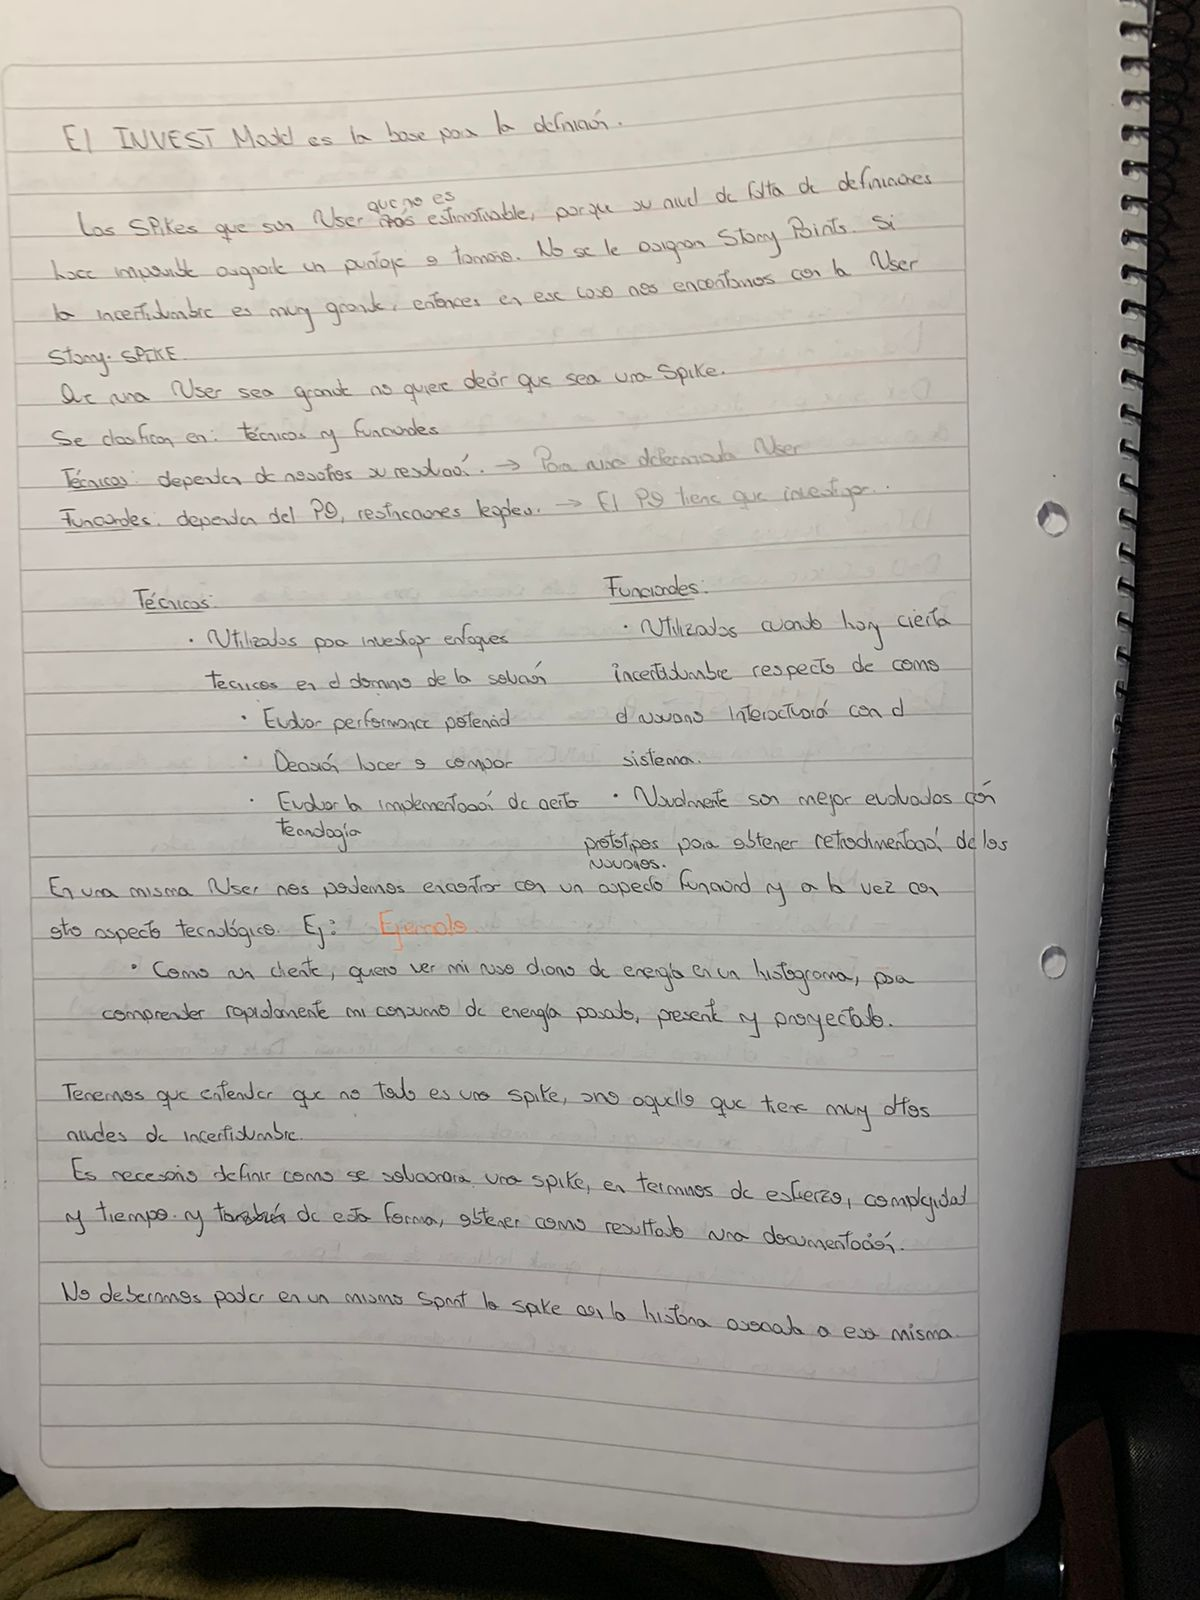 El INVEST Model es la base para la definición.
que no es
Las SPikes que son User estimotivable, porque su nivel de falta de definiciones
hace imposible asignarle un puntaje o tamaño. No se le asignan Story Points. Si
la incertidumbre es muy grande, entonces en ese caso nos encontramos con la User
Story. SPIKE.
Que una User sea grande no quiere decir que sea una Spike.
Se clasifican en: técnicas y funcionales
Técnicas: dependen de nosotros su resolución. → Para una determinada User
Funcionales: dependen del PO, restricciones legales. → El PO tiene que investigar..
Técnicas:
• Utilizadas para investigar enfoques
tecnicos en el dominio de la solución
• Evaluar performance potencial
• Decisión hacer o comprar
• Evaluar la implementación de cierta
tecnología
Funcionales:
• Utilizadas cuando hay cierta
incertidumbre respecto de como
el usuario interactuará con el
sistema.
• Usualmente son mejor evaluadas con
prototipos para obtener retroalimentación de los
usuarios.
En una misma User nos podemos encontrar con un aspecto funcional y a la vez con
otro aspecto tecnológico. Ej: Ejemplo
• Como un cliente, quiero ver mi uso diario de energía en un histograma, para
comprender rapidamente mi consumo de energía pasado, present y proyectado.
Tenemos que entender que no todo es una spike, sino aquello que tiene muy altos
niveles de incertidumbre.
Es necesario definir como se solucionara una spike, en terminos de esfuerzo, complejidad
y tiempo. y también de esta forma, obtener como resultado una documentación.
No deberiamos poder en un mismo Sprint la spike con la historia asociada a esa misma.